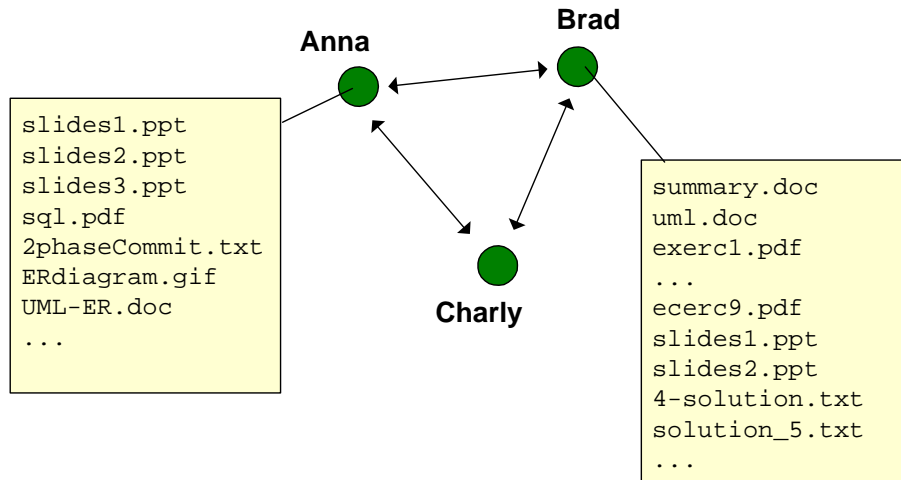 Anna
Brad
slides1.ppt
slides2.ppt
slides3.ppt
sql.pdf
2phaseCommit.txt
ERdiagram.gif
UML-ER.doc
...
summary.doc
uml.doc
exerc1.pdf
...
ecerc9.pdf
slides1.ppt
slides2.ppt
4-solution.txt
solution_5.txt
...
Charly